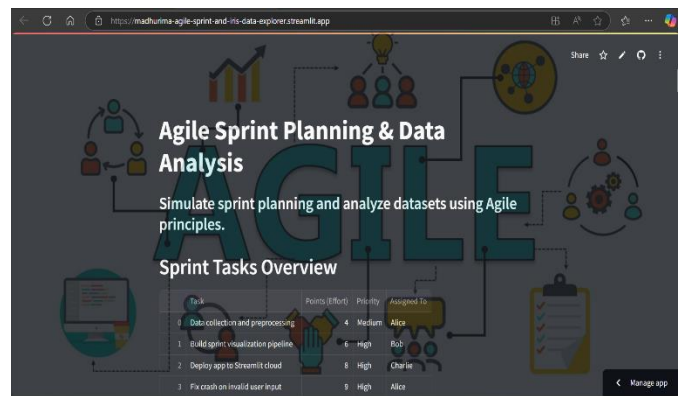 https://madhurima-agile-sprint-and-iris-data-explorer.streamlit.app
Share
AGILE
Agile Sprint Planning & Data
Analysis
Simulate sprint planning and analyze datasets using Agile
principles.
Sprint Tasks Overview
Task Points (Effort) Priority Assigned To
0 Data collection and preprocessing 4 Medium Alice
1 Build sprint visualization pipeline 6 High Bob
2 Deploy app to Streamlit cloud 8 High Charlie
3 Fix crash on invalid user input 9 High Alice
< Manage app